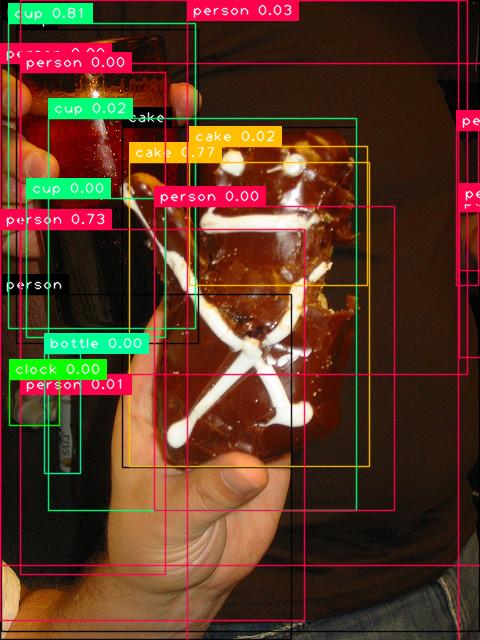 cup 0.81
person 0.03
person 0.00
person 0.00
cup 0.02
cake
cake 0.02
cake 0.77
cup 0.00
person 0.00
person 0.73
person
bottle 0.00
clock 0.00
person 0.01